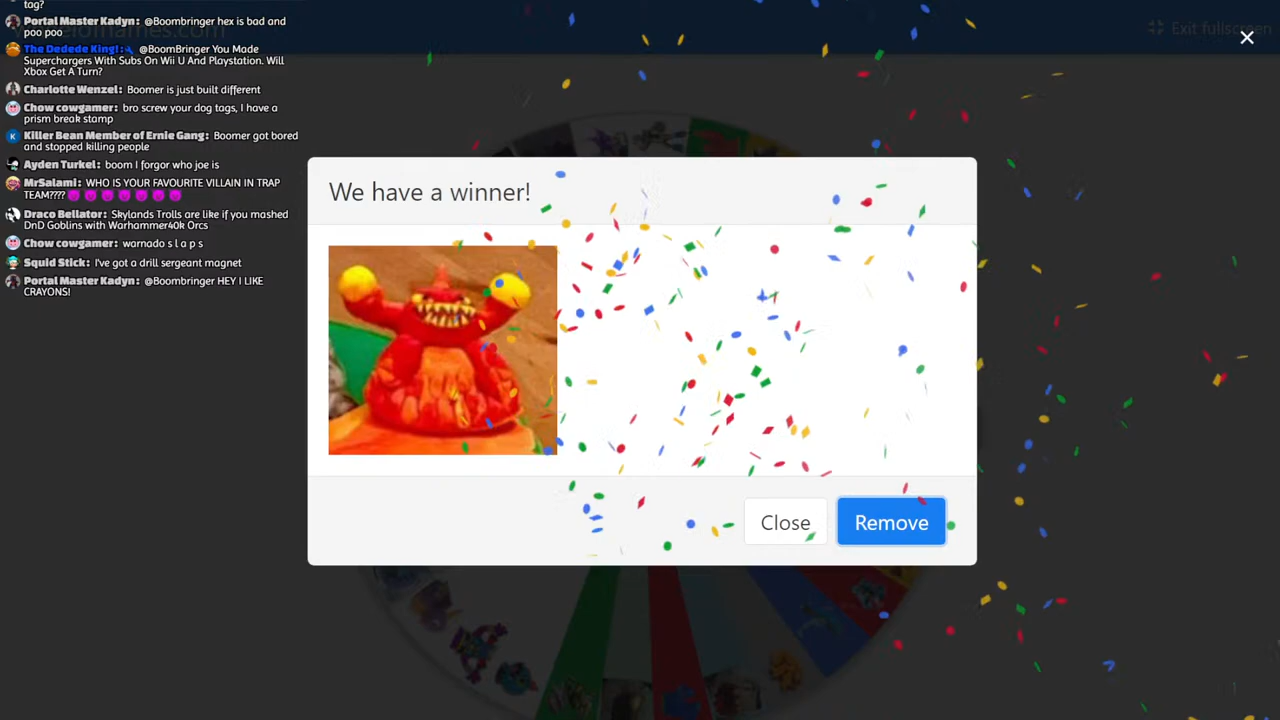 tag?
Portal Master Kadyn: @Boombringer hex is bad and
poo poo
The Dedede King!: @BoomBringer You Made
Superchargers With Subs On Wii U And Playstation. Will
Xbox Get A Turn?
Charlotte Wenzel: Boomer is just built different
Chow cowgamer: bro screw your dog tags, I have a
prism break stamp
K Killer Bean Member of Ernie Gang: Boomer got bored
and stopped killing people
Ayden Turkel: boom I forgor who joe is
MrSalami: WHO IS YOUR FAVOURITE VILLAIN IN TRAP
TEAM???? 😈 😈 😈 😈 😈 😈 😈
Draco Bellator: Skylands Trolls are like if you mashed
DnD Goblins with Warhammer40k Orcs
Chow cowgamer: wamado s l a p s
Squid Stick: I've got a drill sergeant magnet
Portal Master Kadyn: @Boombringer HEY I LIKE
CRAYONS!
Exit fullscreen
We have a winner!
Close
Remove